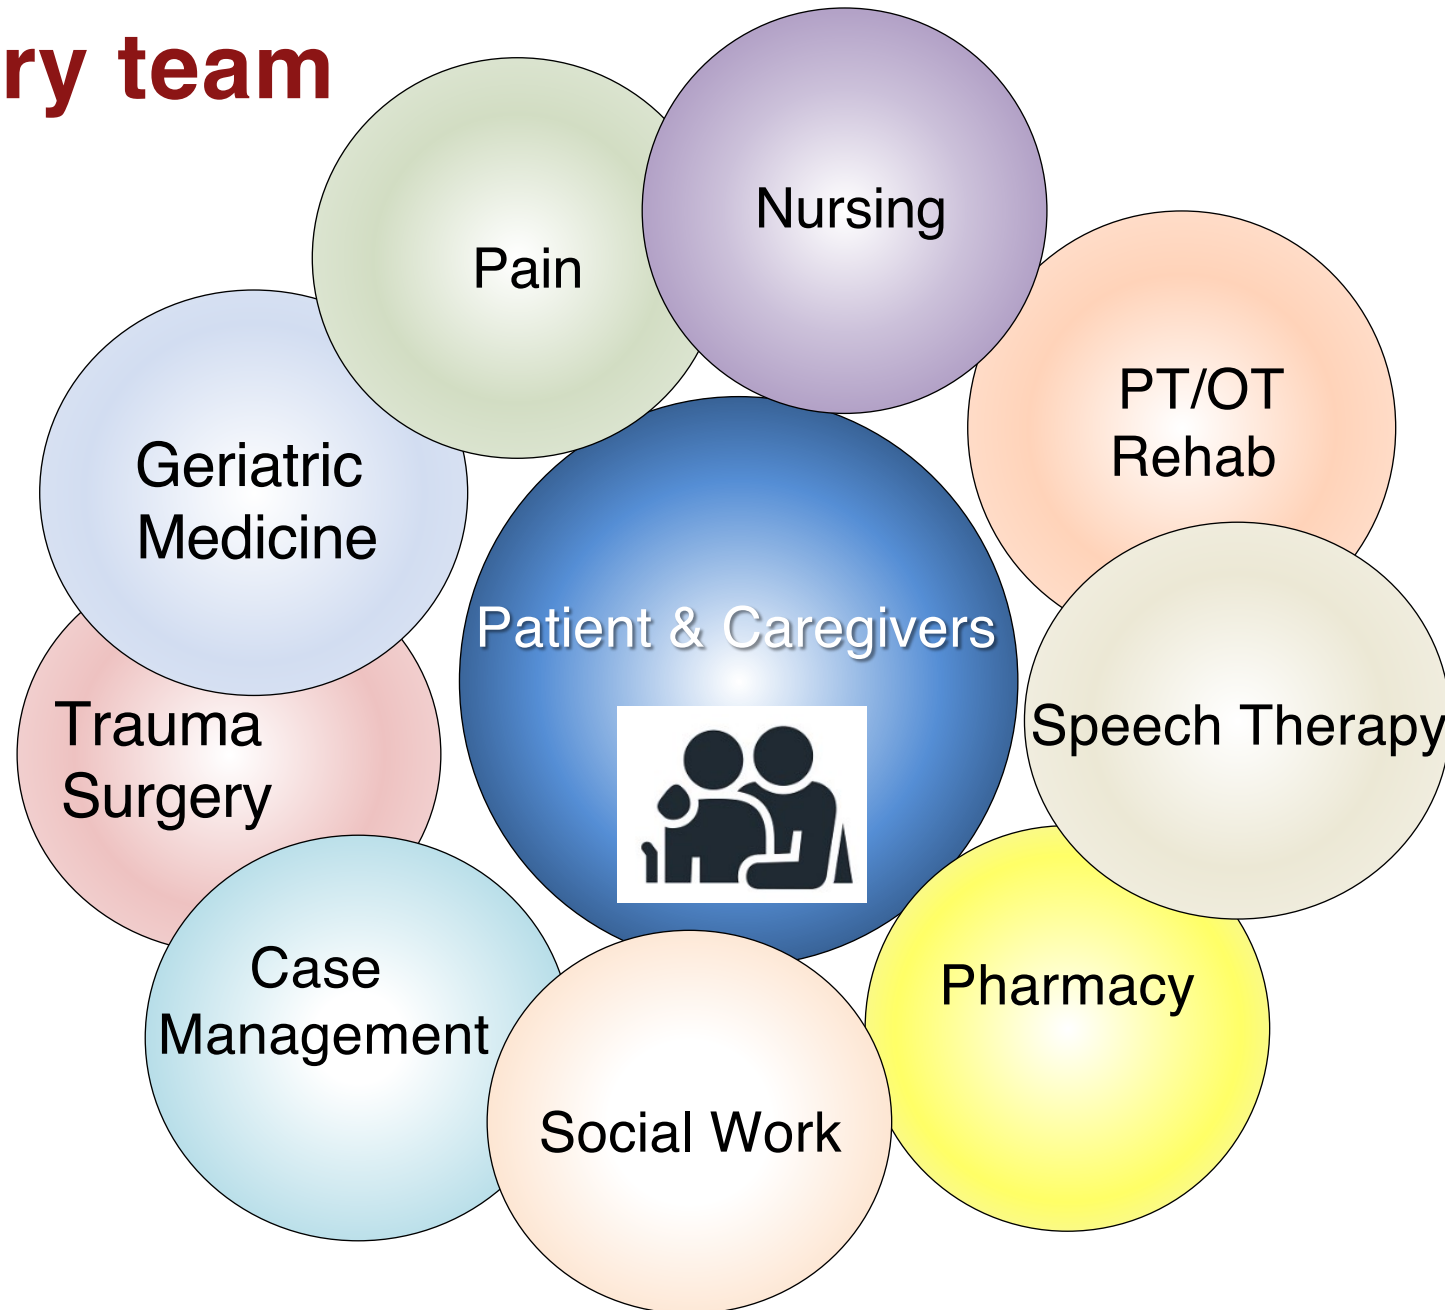 ry team
Nursing
Pain
PT/OT
Rehab
Geriatric
Medicine
Patient & Caregivers
Trauma
Surgery
Speech Therapy
Case
Management
Pharmacy
Social Work